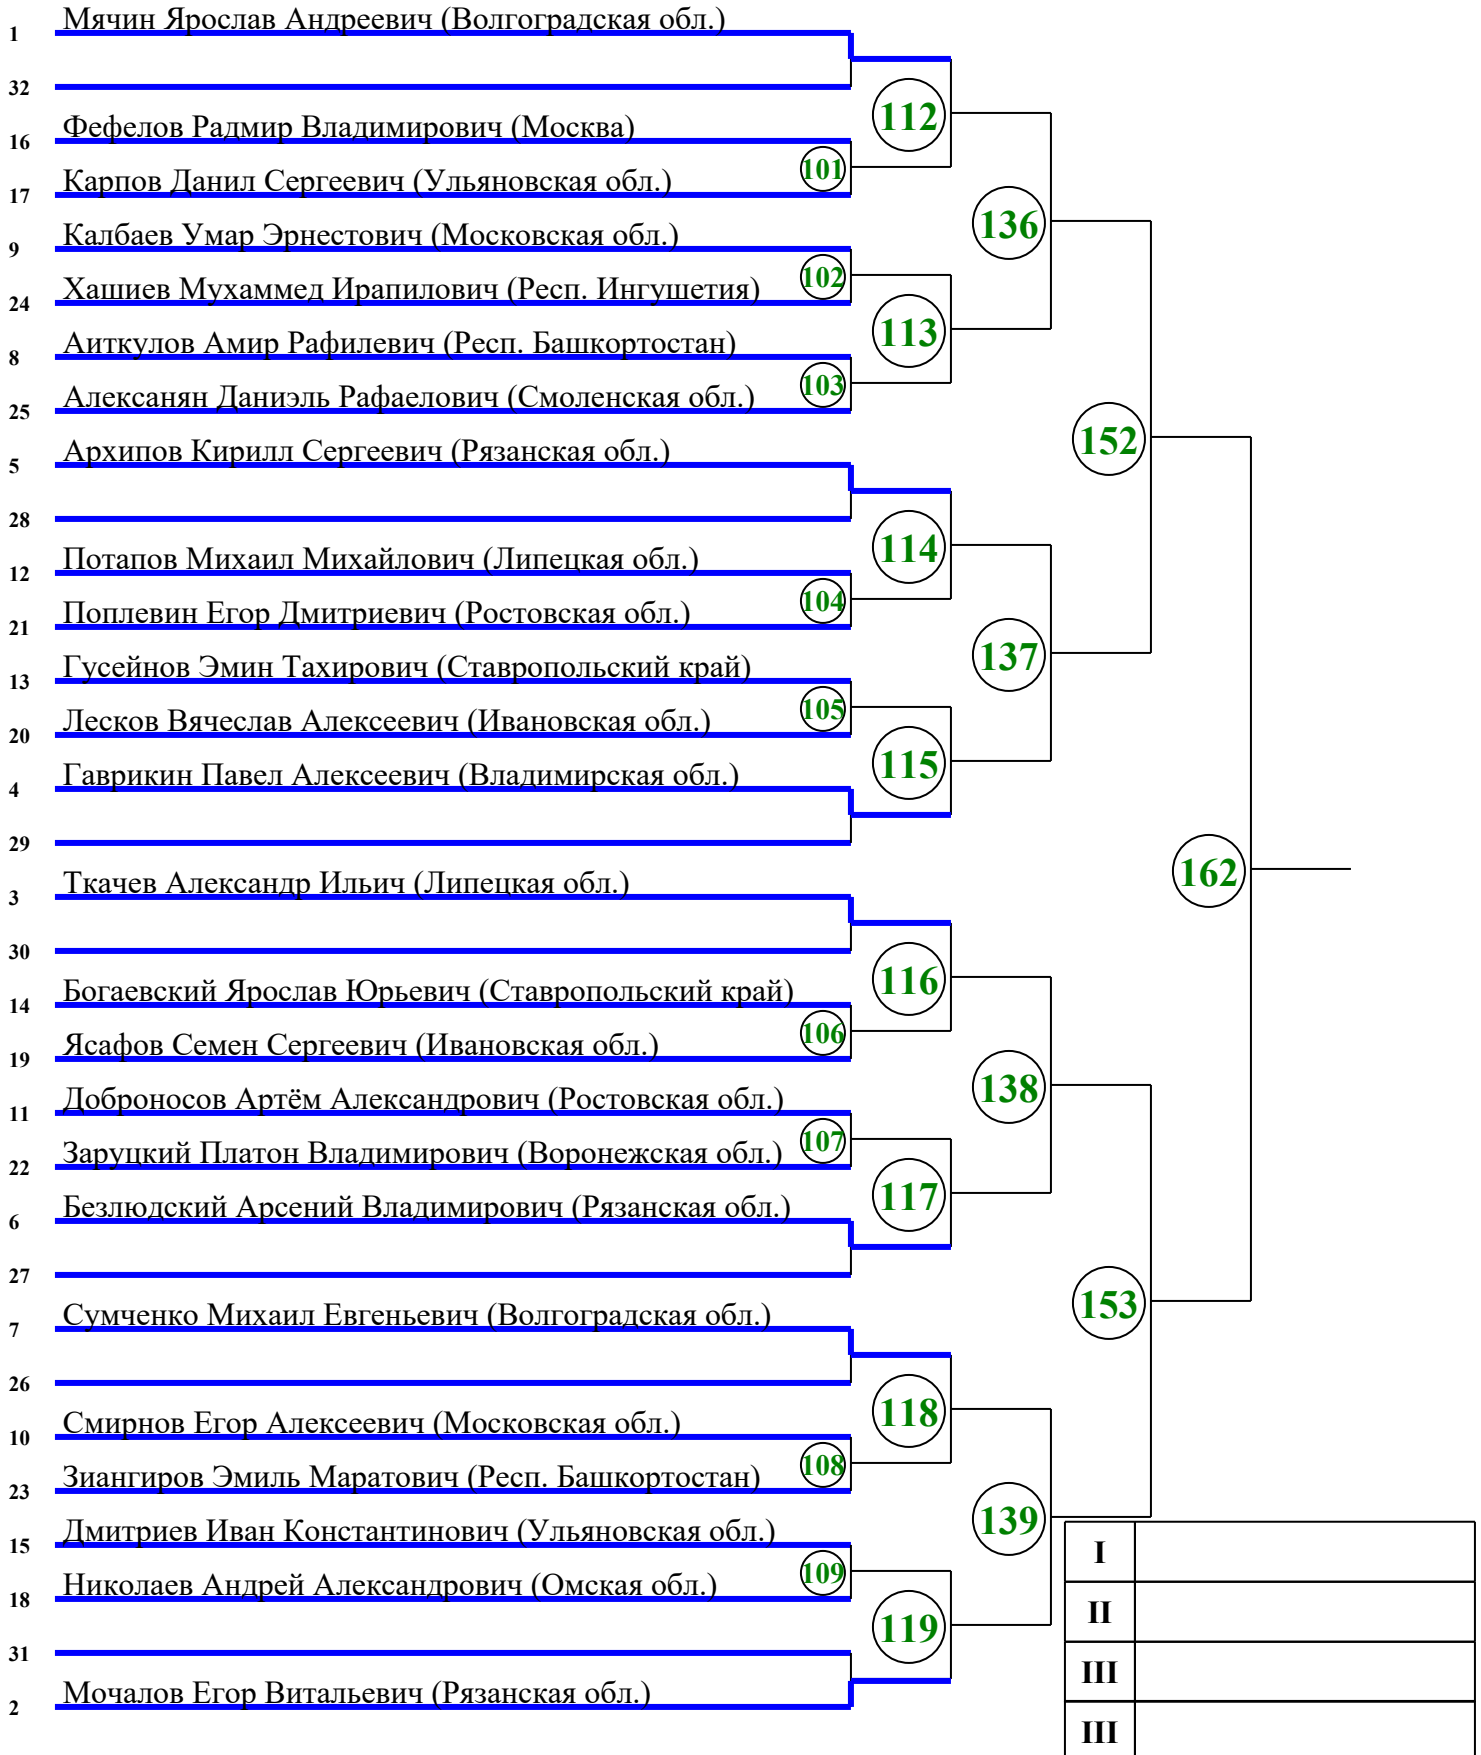 1 Мячин Ярослав Андреевич (Волгоградская обл.)
32
112
16 Фефелов Радмир Владимирович (Москва)
101
17 Карпов Данил Сергеевич (Ульяновская обл.)
136
9 Калбаев Умар Эрнестович (Московская обл.)
102
24 Хашиев Мухаммед Ирапилович (Респ. Ингушетия)
113
8 Аиткулов Амир Рафилевич (Респ. Башкортостан)
103
25 Алексанян Даниэль Рафаелович (Смоленская обл.)
152
5 Архипов Кирилл Сергеевич (Рязанская обл.)
28
114
12 Потапов Михаил Михайлович (Липецкая обл.)
104
21 Поплевин Егор Дмитриевич (Ростовская обл.)
137
13 Гусейнов Эмин Тахирович (Ставропольский край)
105
20 Лесков Вячеслав Алексеевич (Ивановская обл.)
115
4 Гаврикин Павел Алексеевич (Владимирская обл.)
29
162
3 Ткачев Александр Ильич (Липецкая обл.)
30
116
14 Богаевский Ярослав Юрьевич (Ставропольский край)
106
19 Ясафов Семен Сергеевич (Ивановская обл.)
138
11 Доброносов Артём Александрович (Ростовская обл.)
107
22 Заруцкий Платон Владимирович (Воронежская обл.)
117
6 Безлюдский Арсений Владимирович (Рязанская обл.)
27
153
7 Сумченко Михаил Евгеньевич (Волгоградская обл.)
26
118
10 Смирнов Егор Алексеевич (Московская обл.)
108
23 Зиангиров Эмиль Маратович (Респ. Башкортостан)
139
15 Дмитриев Иван Константинович (Ульяновская обл.)
I
109
18 Николаев Андрей Александрович (Омская обл.)
II
119
31
III
2 Мочалов Егор Витальевич (Рязанская обл.)
III